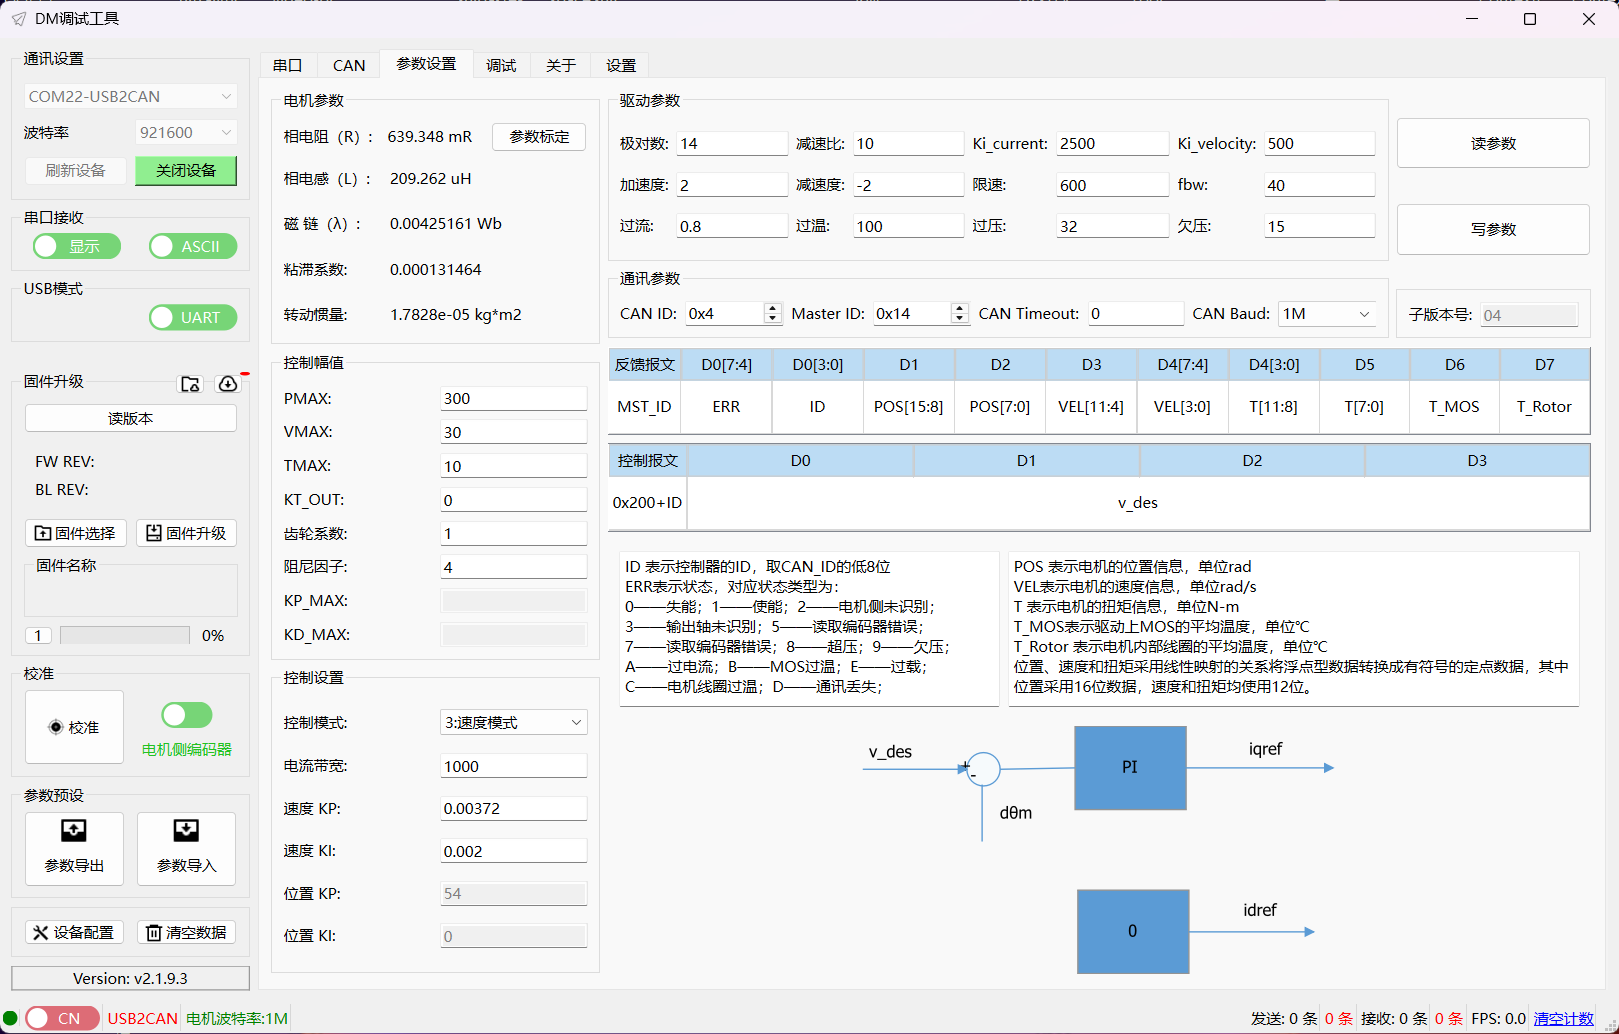 DM调试工具
通讯设置
COM22-USB2CAN
波特率 921600
刷新设备 关闭设备
串口接收
显示 ASCII
USB模式
UART
固件升级
读版本
FW REV:
BL REV:
固件选择 固件升级
固件名称
1 0%
校准
校准
电机侧编码器
参数预设
参数导出 参数导入
设备配置 清空数据
Version: v2.1.9.3
串口 CAN 参数设置 调试 关于 设置
电机参数
相电阻（R）: 639.348 mR 参数标定
相电感（L）: 209.262 uH
磁 链（λ）: 0.00425161 Wb
粘滞系数: 0.000131464
转动惯量: 1.7828e-05 kg*m2
控制幅值
PMAX: 300
VMAX: 30
TMAX: 10
KT_OUT: 0
齿轮系数: 1
阻尼因子: 4
KP_MAX:
KD_MAX:
控制设置
控制模式: 3:速度模式
电流带宽: 1000
速度 KP: 0.00372
速度 KI: 0.002
位置 KP: 54
位置 KI: 0
驱动参数
极对数: 14 减速比: 10 Ki_current: 2500 Ki_velocity: 500
加速度: 2 减速度: -2 限速: 600 fbw: 40
过流: 0.8 过温: 100 过压: 32 欠压: 15
读参数
写参数
通讯参数
CAN ID: 0x4 Master ID: 0x14 CAN Timeout: 0 CAN Baud: 1M
子版本号: 04
反馈报文 D0[7:4] D0[3:0] D1 D2 D3 D4[7:4] D4[3:0] D5 D6 D7
MST_ID ERR ID POS[15:8] POS[7:0] VEL[11:4] VEL[3:0] T[11:8] T[7:0] T_MOS T_Rotor
控制报文 D0 D1 D2 D3
0x200+ID v_des
ID 表示控制器的ID，取CAN_ID的低8位
ERR表示状态，对应状态类型为：
0——失能；1——使能；2——电机侧未识别；
3——输出轴未识别；5——读取编码器错误；
7——读取编码器错误；8——超压；9——欠压；
A——过电流；B——MOS过温；E——过载；
C——电机线圈过温；D——通讯丢失；
POS 表示电机的位置信息，单位rad
VEL表示电机的速度信息，单位rad/s
T 表示电机的扭矩信息，单位N-m
T_MOS表示驱动上MOS的平均温度，单位℃
T_Rotor 表示电机内部线圈的平均温度，单位℃
位置、速度和扭矩采用线性映射的关系将浮点型数据转换成有符号的定点数据，其中
位置采用16位数据，速度和扭矩均使用12位。
v_des
+
-
dθm
PI
iqref
0
idref
CN USB2CAN 电机波特率:1M
发送: 0 条 0 条 接收: 0 条 0 条 FPS: 0.0 清空计数